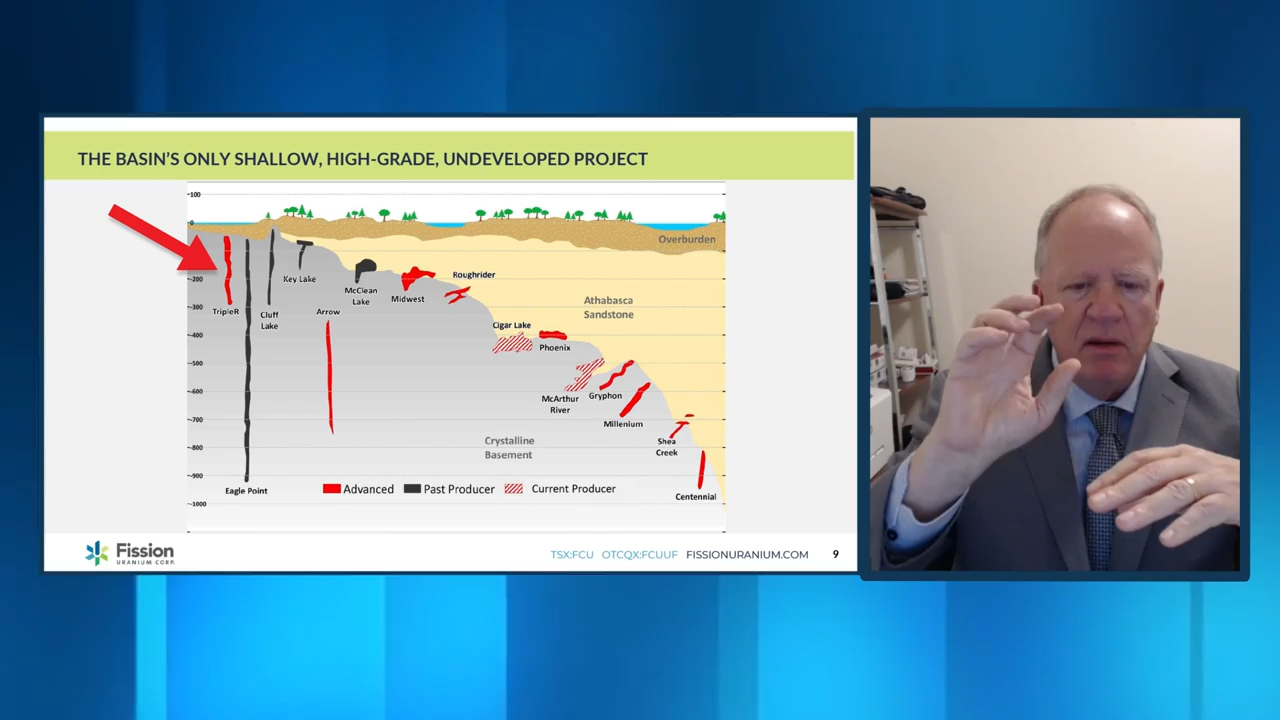 THE BASIN'S ONLY SHALLOW, HIGH-GRADE, UNDEVELOPED PROJECT
100
0
-200
-300
-400
-500
-600
-700
-800
-900
-1000
Overburden
Key Lake
McClean
Lake
Midwest
Roughrider
TripleR
Cluff
Lake
Arrow
Athabasca
Sandstone
Cigar Lake
Phoenix
McArthur
River
Gryphon
Millenium
Shea
Creek
Crystalline
Basement
Eagle Point
Centennial
Advanced
Past Producer
Current Producer
Fission
URANIUM CORP.
TSX:FCU OTCQX:FCUUF FISSIONURANIUM.COM 9